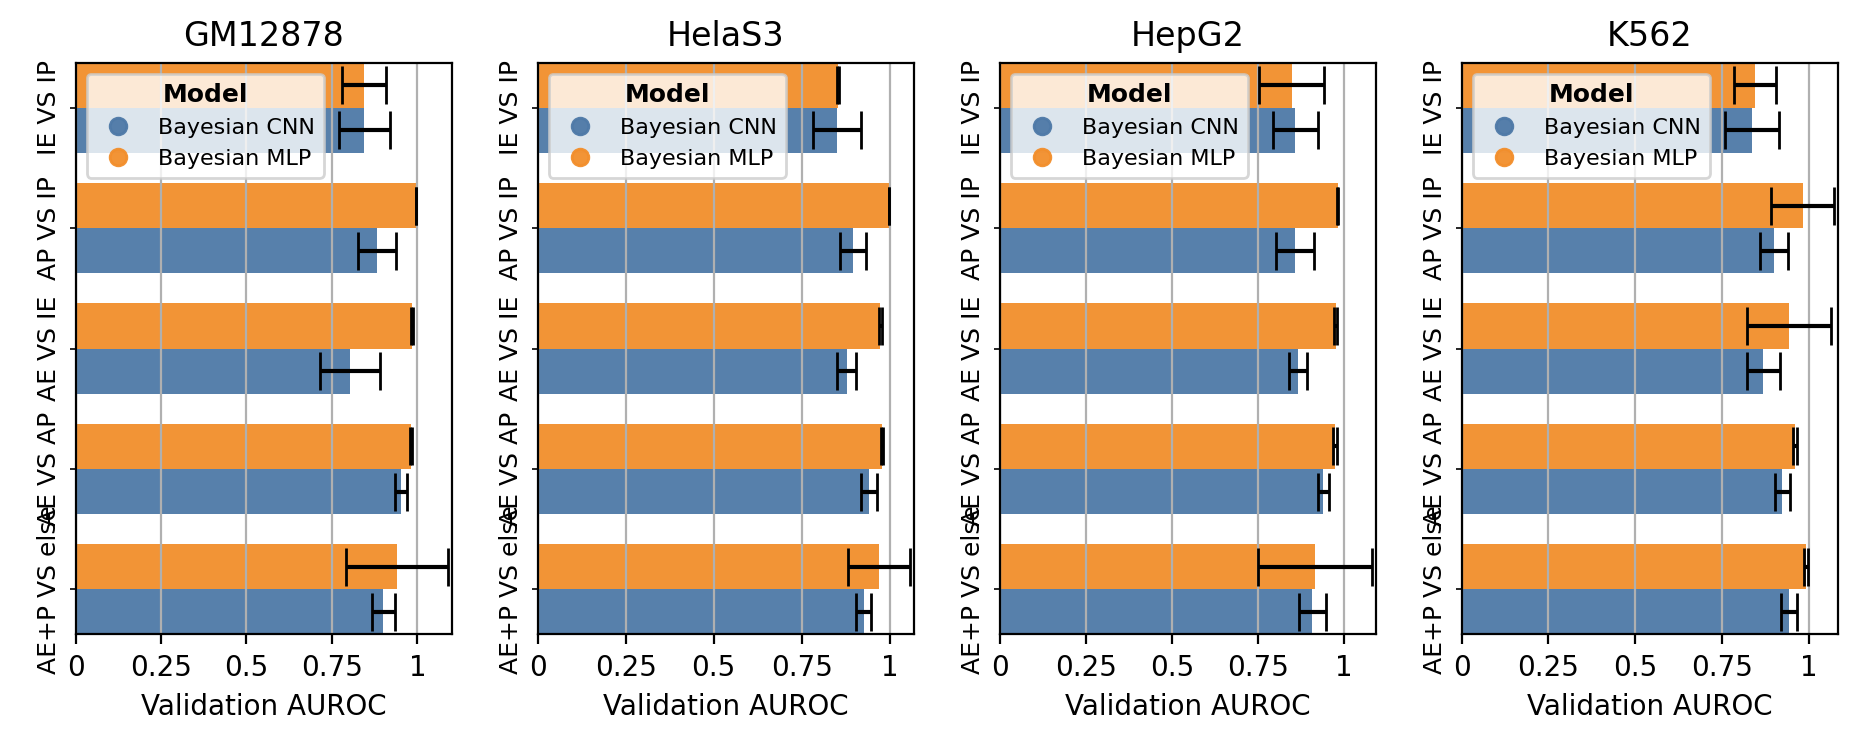 GM12878
IE VS IP
AP VS IP
AE VS IE
AE VS AP
AE+P VS else
Model
Bayesian CNN
Bayesian MLP
0 0.25 0.5 0.75 1
Validation AUROC
HelaS3
IE VS IP
AP VS IP
AE VS IE
AE VS AP
AE+P VS else
Model
Bayesian CNN
Bayesian MLP
0 0.25 0.5 0.75 1
Validation AUROC
HepG2
IE VS IP
AP VS IP
AE VS IE
AE VS AP
AE+P VS else
Model
Bayesian CNN
Bayesian MLP
0 0.25 0.5 0.75 1
Validation AUROC
K562
IE VS IP
AP VS IP
AE VS IE
AE VS AP
AE+P VS else
Model
Bayesian CNN
Bayesian MLP
0 0.25 0.5 0.75 1
Validation AUROC